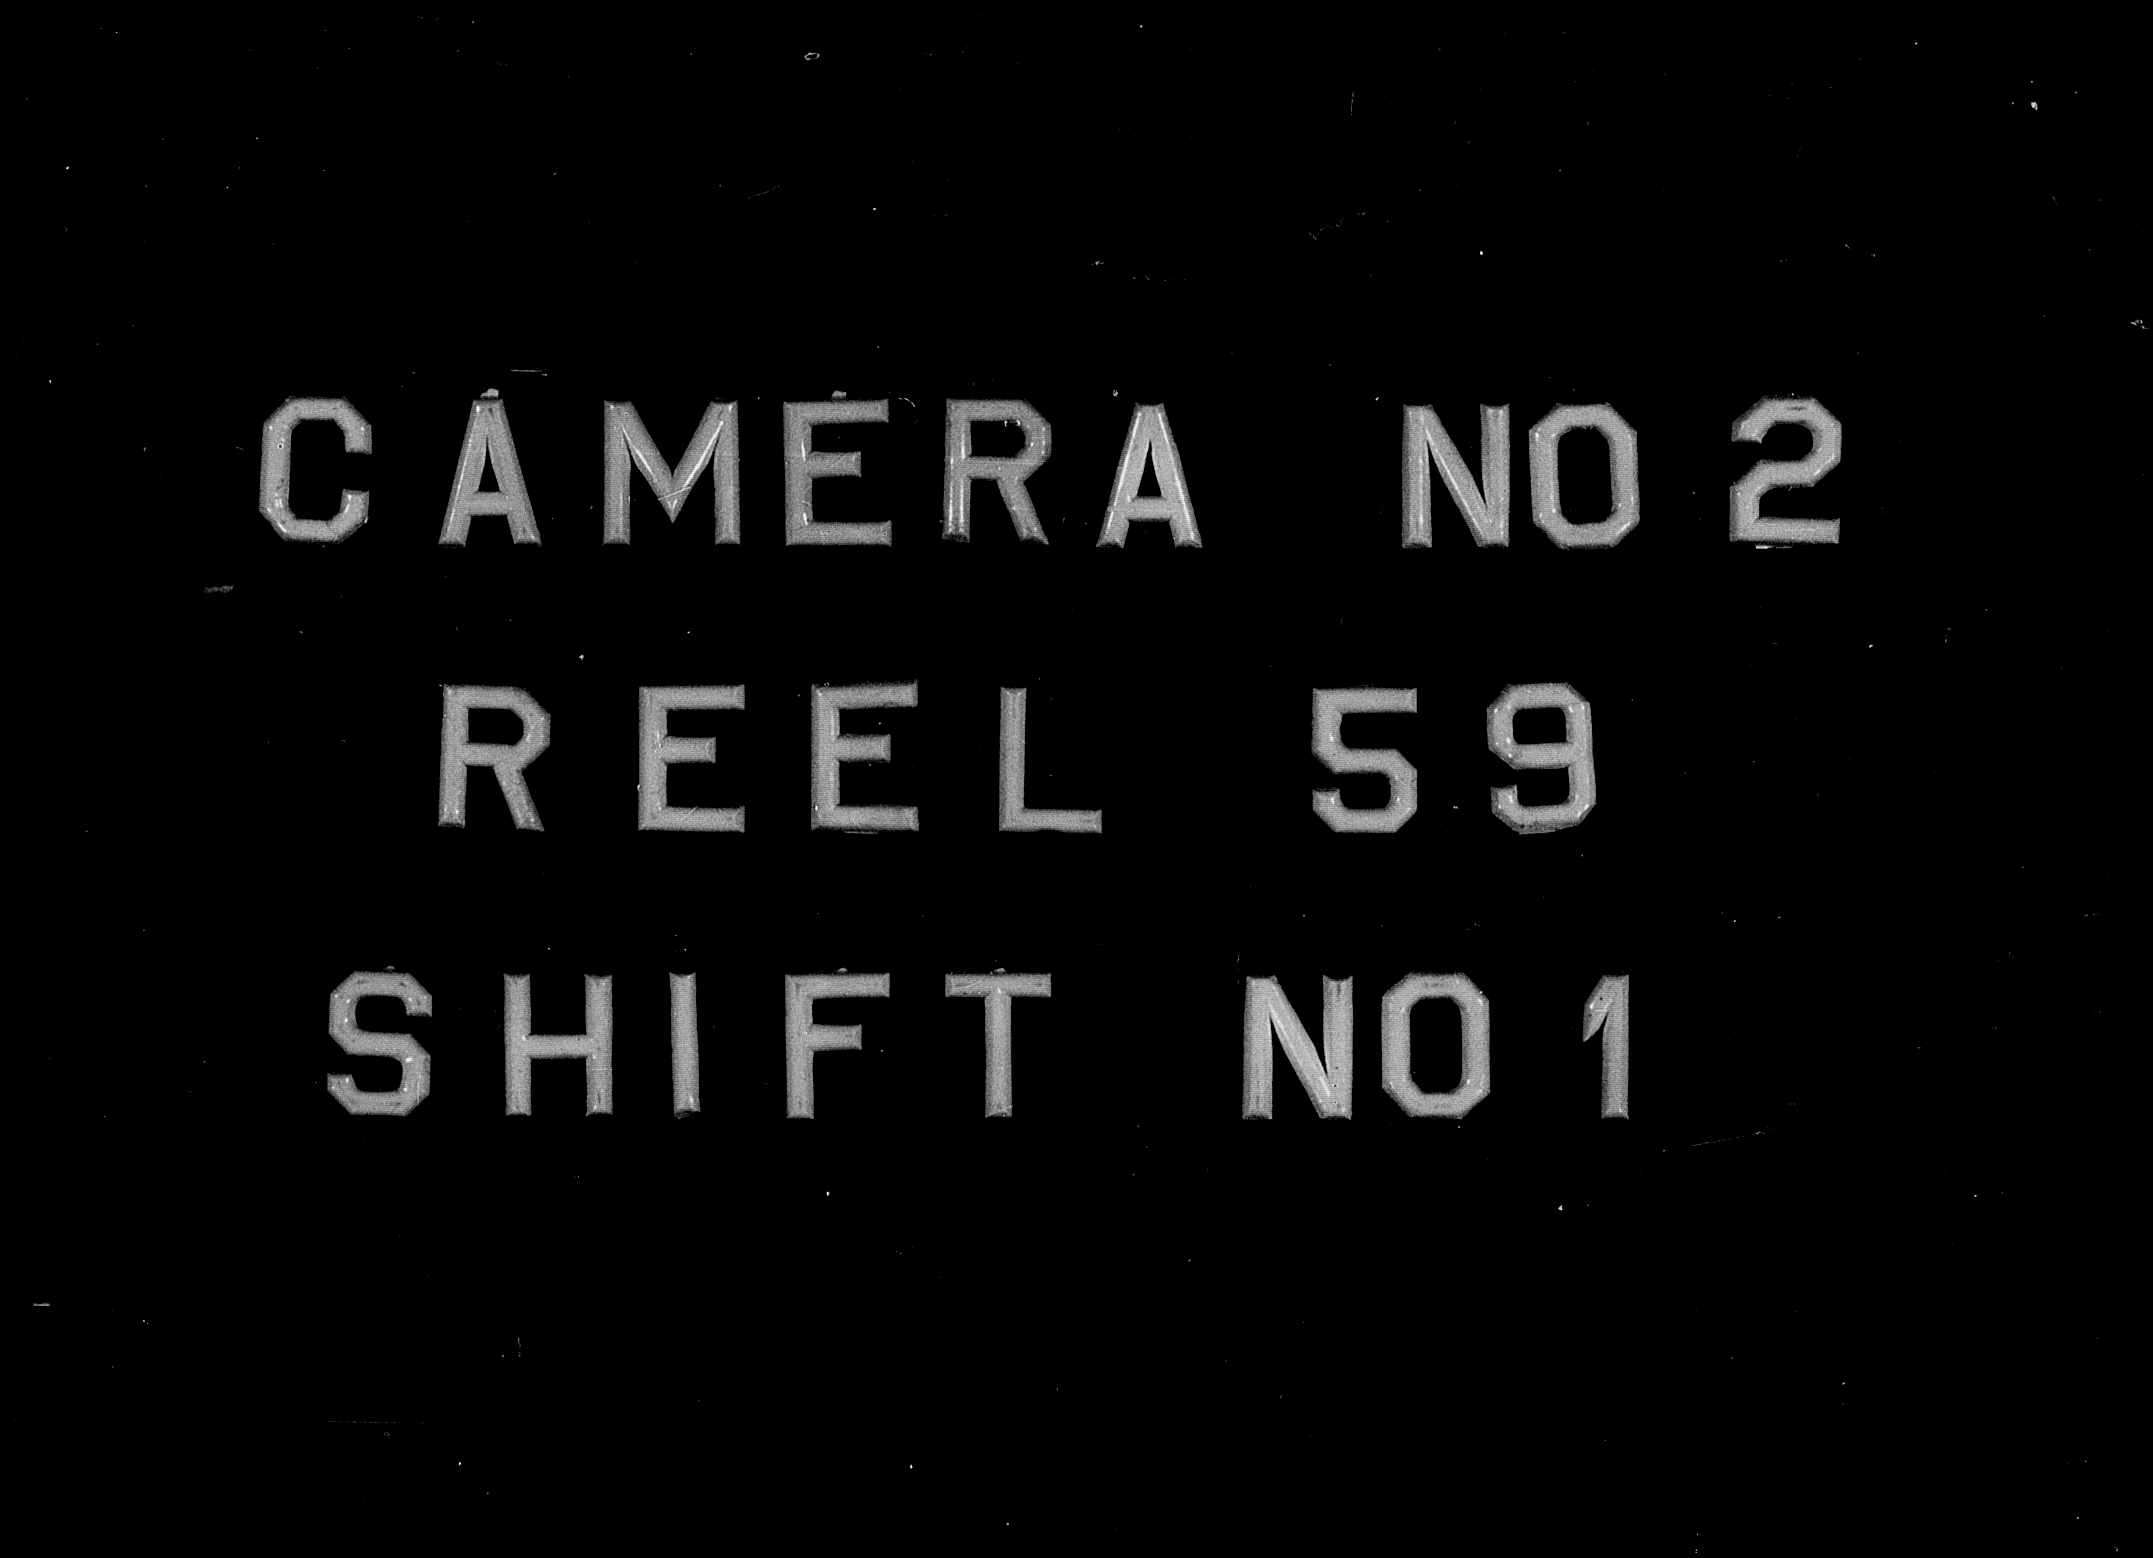 CAMERA NO 2
REEL 59
SHIFT NO 1